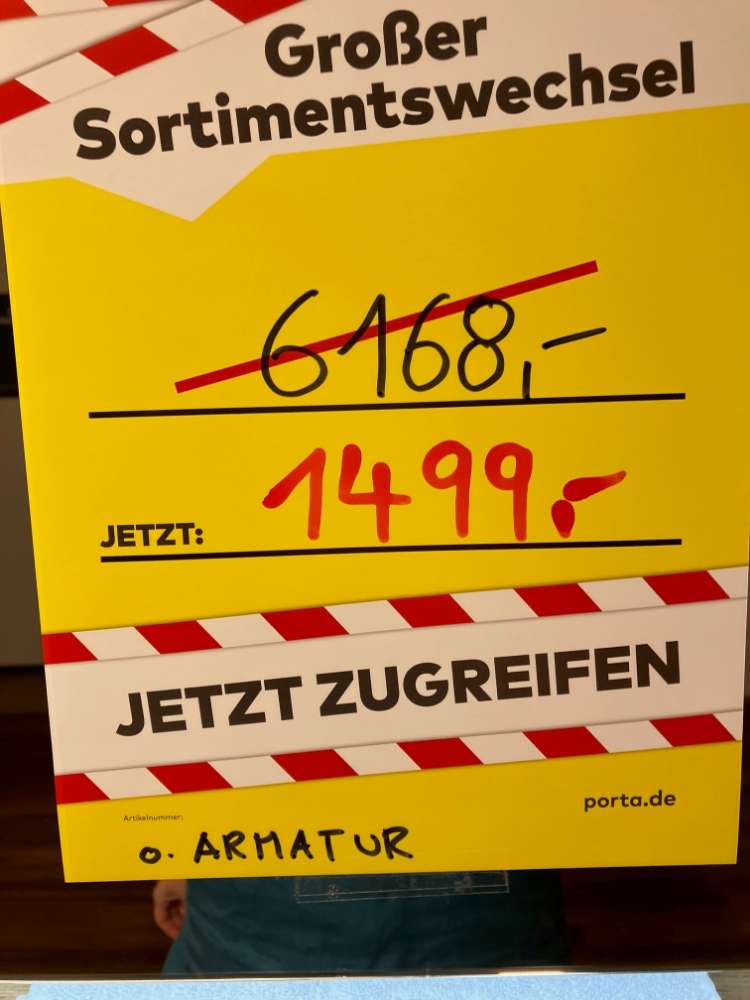 Großer
Sortimentswechsel
6168,-
JETZT: 1499,-
JETZT ZUGREIFEN
porta.de
Artikelnummer:
o. ARMATUR